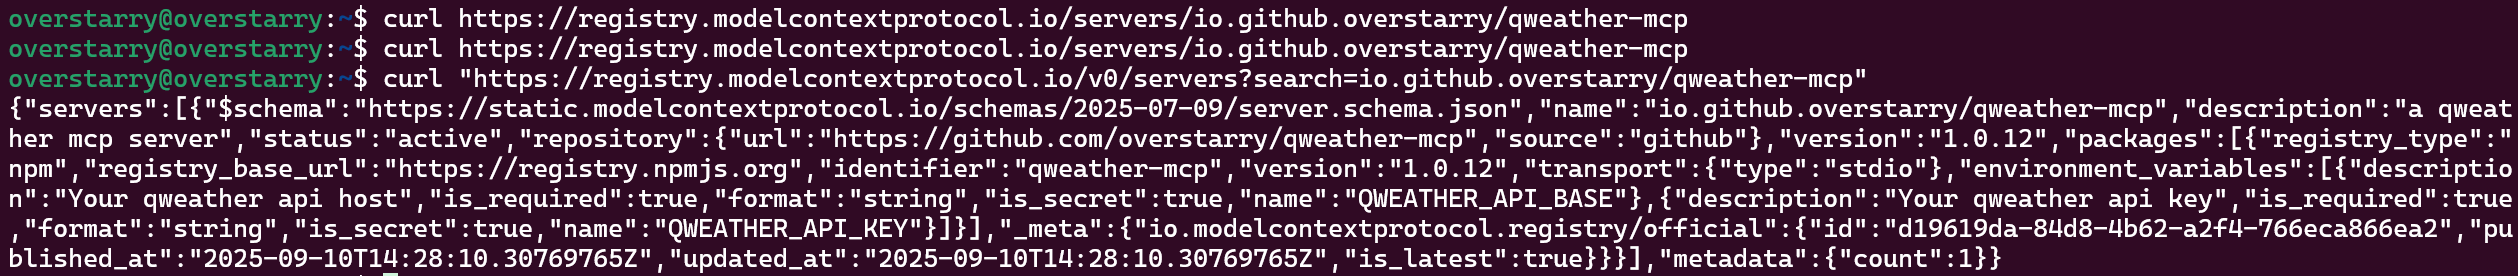 overstarry@overstarry:~$ curl https://registry.modelcontextprotocol.io/servers/io.github.overstarry/qweather-mcp
overstarry@overstarry:~$ curl https://registry.modelcontextprotocol.io/servers/io.github.overstarry/qweather-mcp
overstarry@overstarry:~$ curl "https://registry.modelcontextprotocol.io/v0/servers?search=io.github.overstarry/qweather-mcp"
{"servers":[{"$schema":"https://static.modelcontextprotocol.io/schemas/2025-07-09/server.schema.json","name":"io.github.overstarry/qweather-mcp","description":"a qweat
her mcp server","status":"active","repository":{"url":"https://github.com/overstarry/qweather-mcp","source":"github"},"version":"1.0.12","packages":[{"registry_type":"
npm","registry_base_url":"https://registry.npmjs.org","identifier":"qweather-mcp","version":"1.0.12","transport":{"type":"stdio"},"environment_variables":[{"descriptio
n":"Your qweather api host","is_required":true,"format":"string","is_secret":true,"name":"QWEATHER_API_BASE"},{"description":"Your qweather api key","is_required":true
,"format":"string","is_secret":true,"name":"QWEATHER_API_KEY"}]}],"_meta":{"io.modelcontextprotocol.registry/official":{"id":"d19619da-84d8-4b62-a2f4-766eca866ea2","pu
blished_at":"2025-09-10T14:28:10.30769765Z","updated_at":"2025-09-10T14:28:10.30769765Z","is_latest":true}}}],"metadata":{"count":1}}